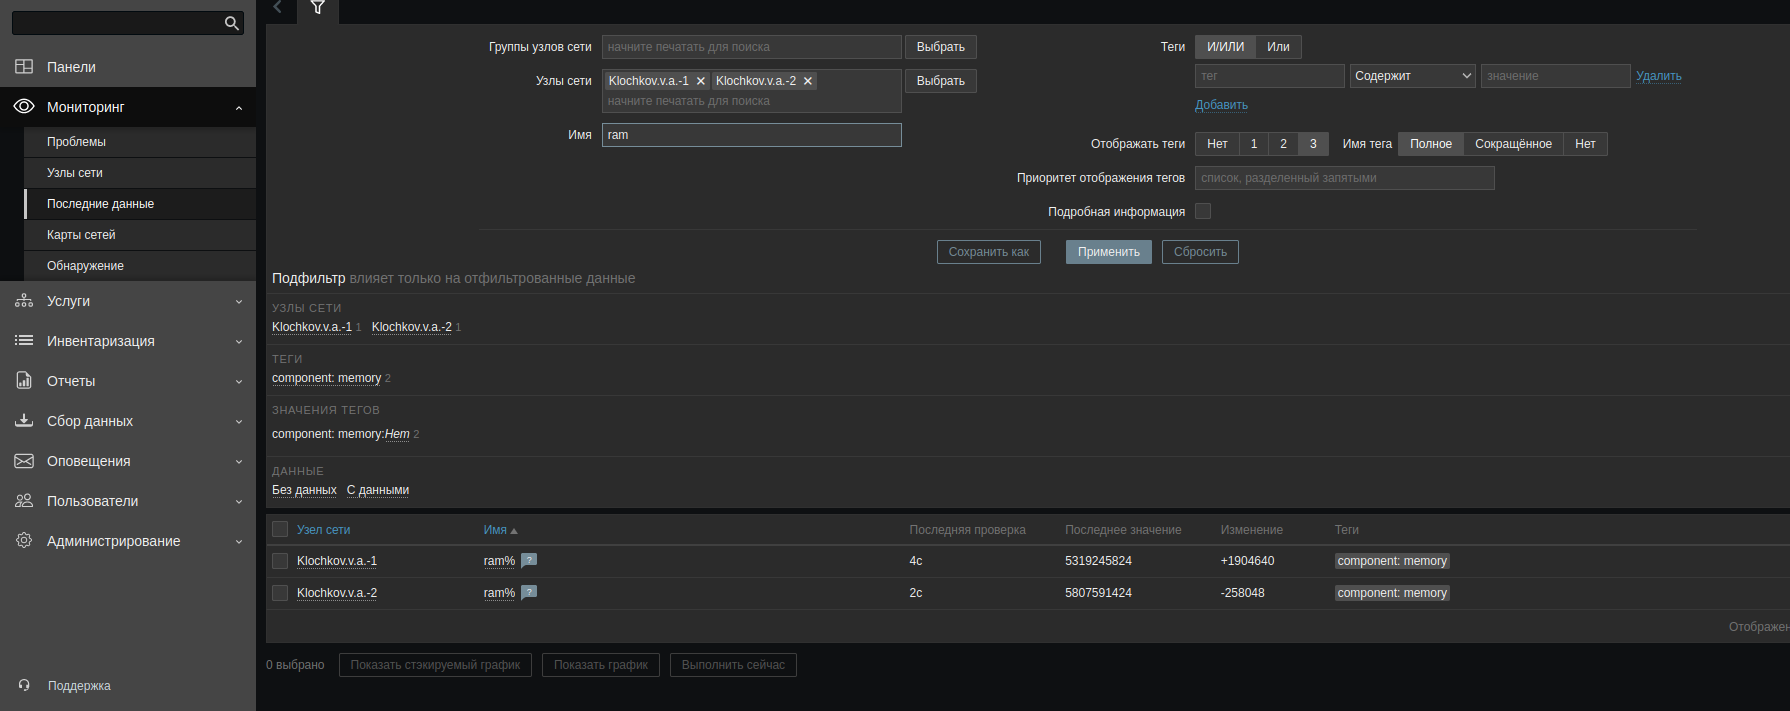 Панели
Мониторинг
Проблемы
Узлы сети
Последние данные
Карты сетей
Обнаружение
Услуги
Инвентаризация
Отчеты
Сбор данных
Оповещения
Пользователи
Администрирование
Поддержка
Группы узлов сети начните печатать для поиска Выбрать
Узлы сети Klochkov.v.a.-1 Klochkov.v.a.-2 Выбрать
начните печатать для поиска
Имя ram
Теги И/ИЛИ Или
тег Содержит значение Удалить
Добавить
Отображать теги Нет 1 2 3 Имя тега Полное Сокращённое Нет
Приоритет отображения тегов список, разделенный запятыми
Подробная информация
Сохранить как Применить Сбросить
Подфильтр влияет только на отфильтрованные данные
УЗЛЫ СЕТИ
Klochkov.v.a.-1 1 Klochkov.v.a.-2 1
ТЕГИ
component: memory 2
ЗНАЧЕНИЯ ТЕГОВ
component: memory:Нет 2
ДАННЫЕ
Без данных С данными
Узел сети Имя Последняя проверка Последнее значение Изменение Теги
Klochkov.v.a.-1 ram% ? 4с 5319245824 +1904640 component: memory
Klochkov.v.a.-2 ram% ? 2с 5807591424 -258048 component: memory
Отображен
0 выбрано Показать стэкируемый график Показать график Выполнить сейчас